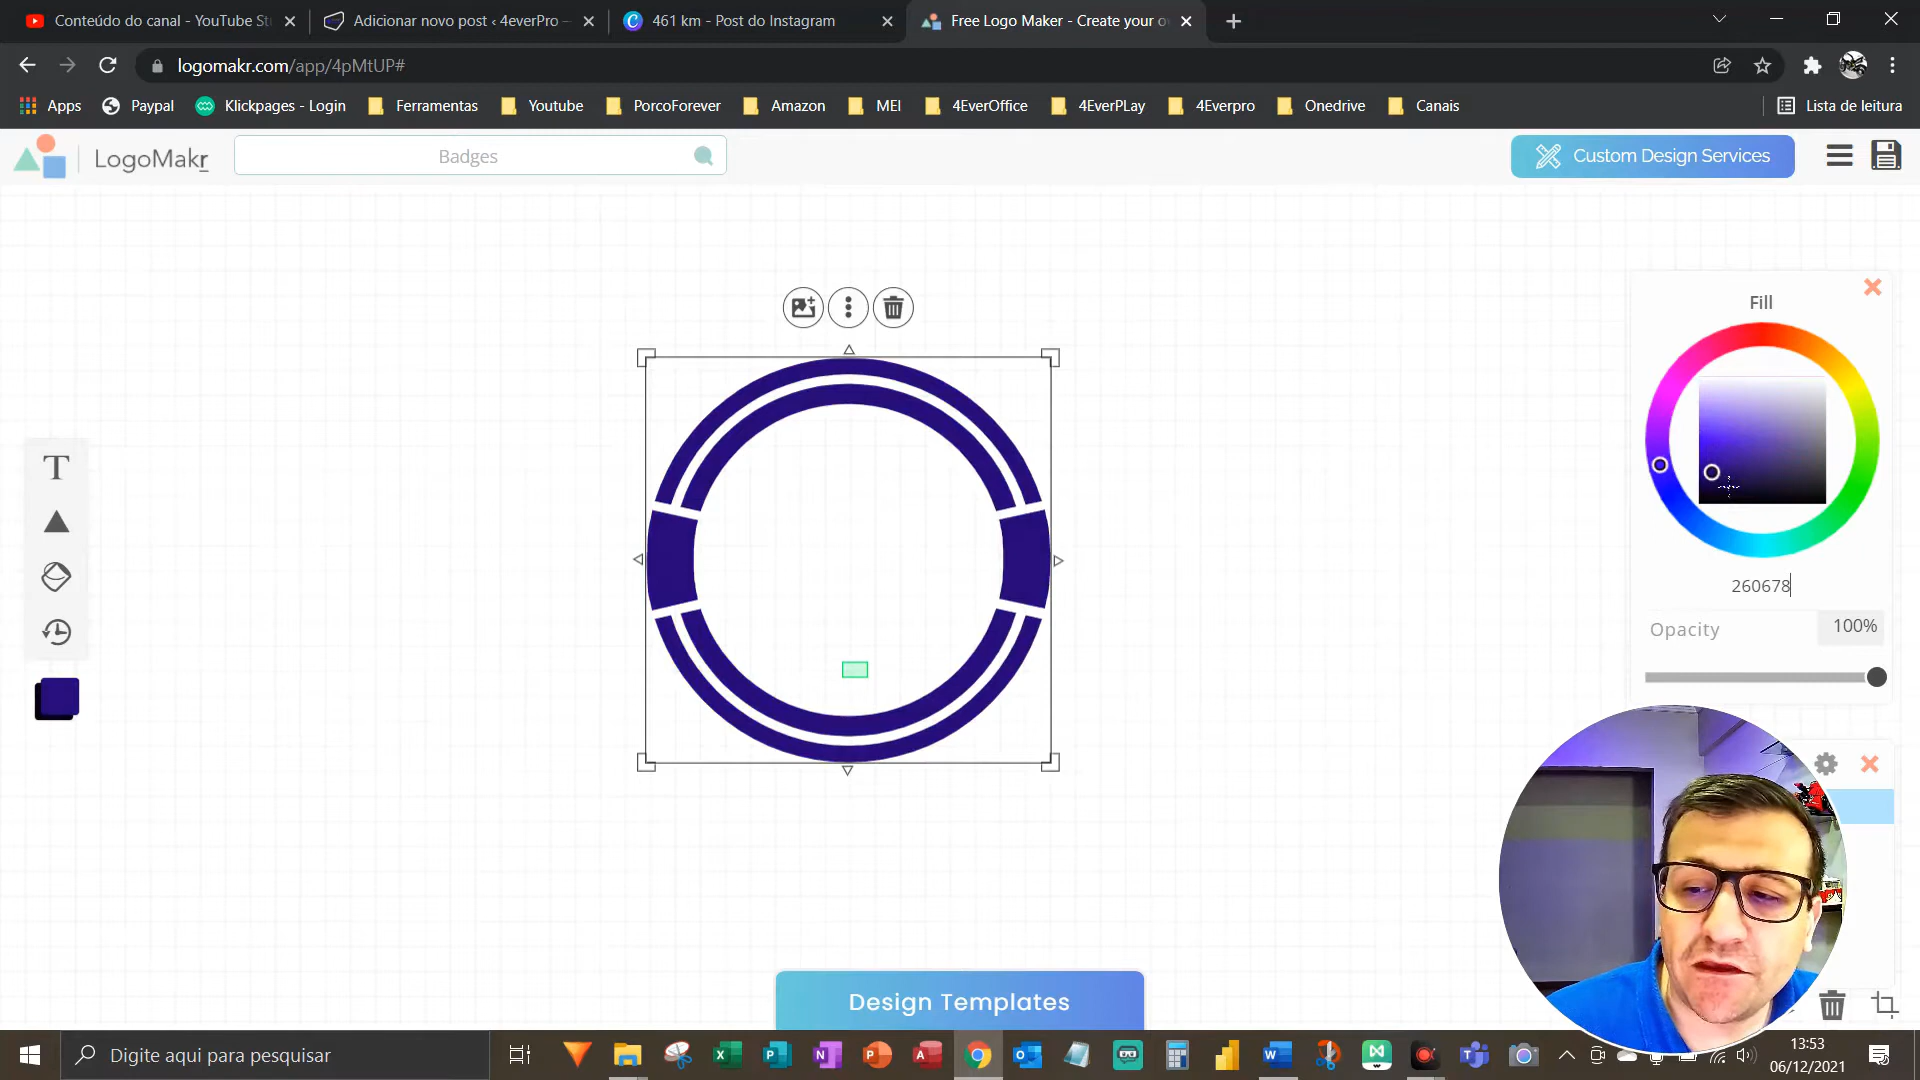 Conteúdo do canal - YouTube St
Adicionar novo post ‹ 4everPro —
461 km - Post do Instagram
Free Logo Maker - Create your o
logomakr.com/app/4pMtUP#
Apps
Paypal
Klickpages - Login
Ferramentas
Youtube
PorcoForever
Amazon
MEI
4EverOffice
4EverPLay
4Everpro
Onedrive
Canais
Lista de leitura
LogoMakr
Badges
Custom Design Services
Fill
T
260678
Opacity
100%
Design Templates
Digite aqui para pesquisar
13:53
06/12/2021